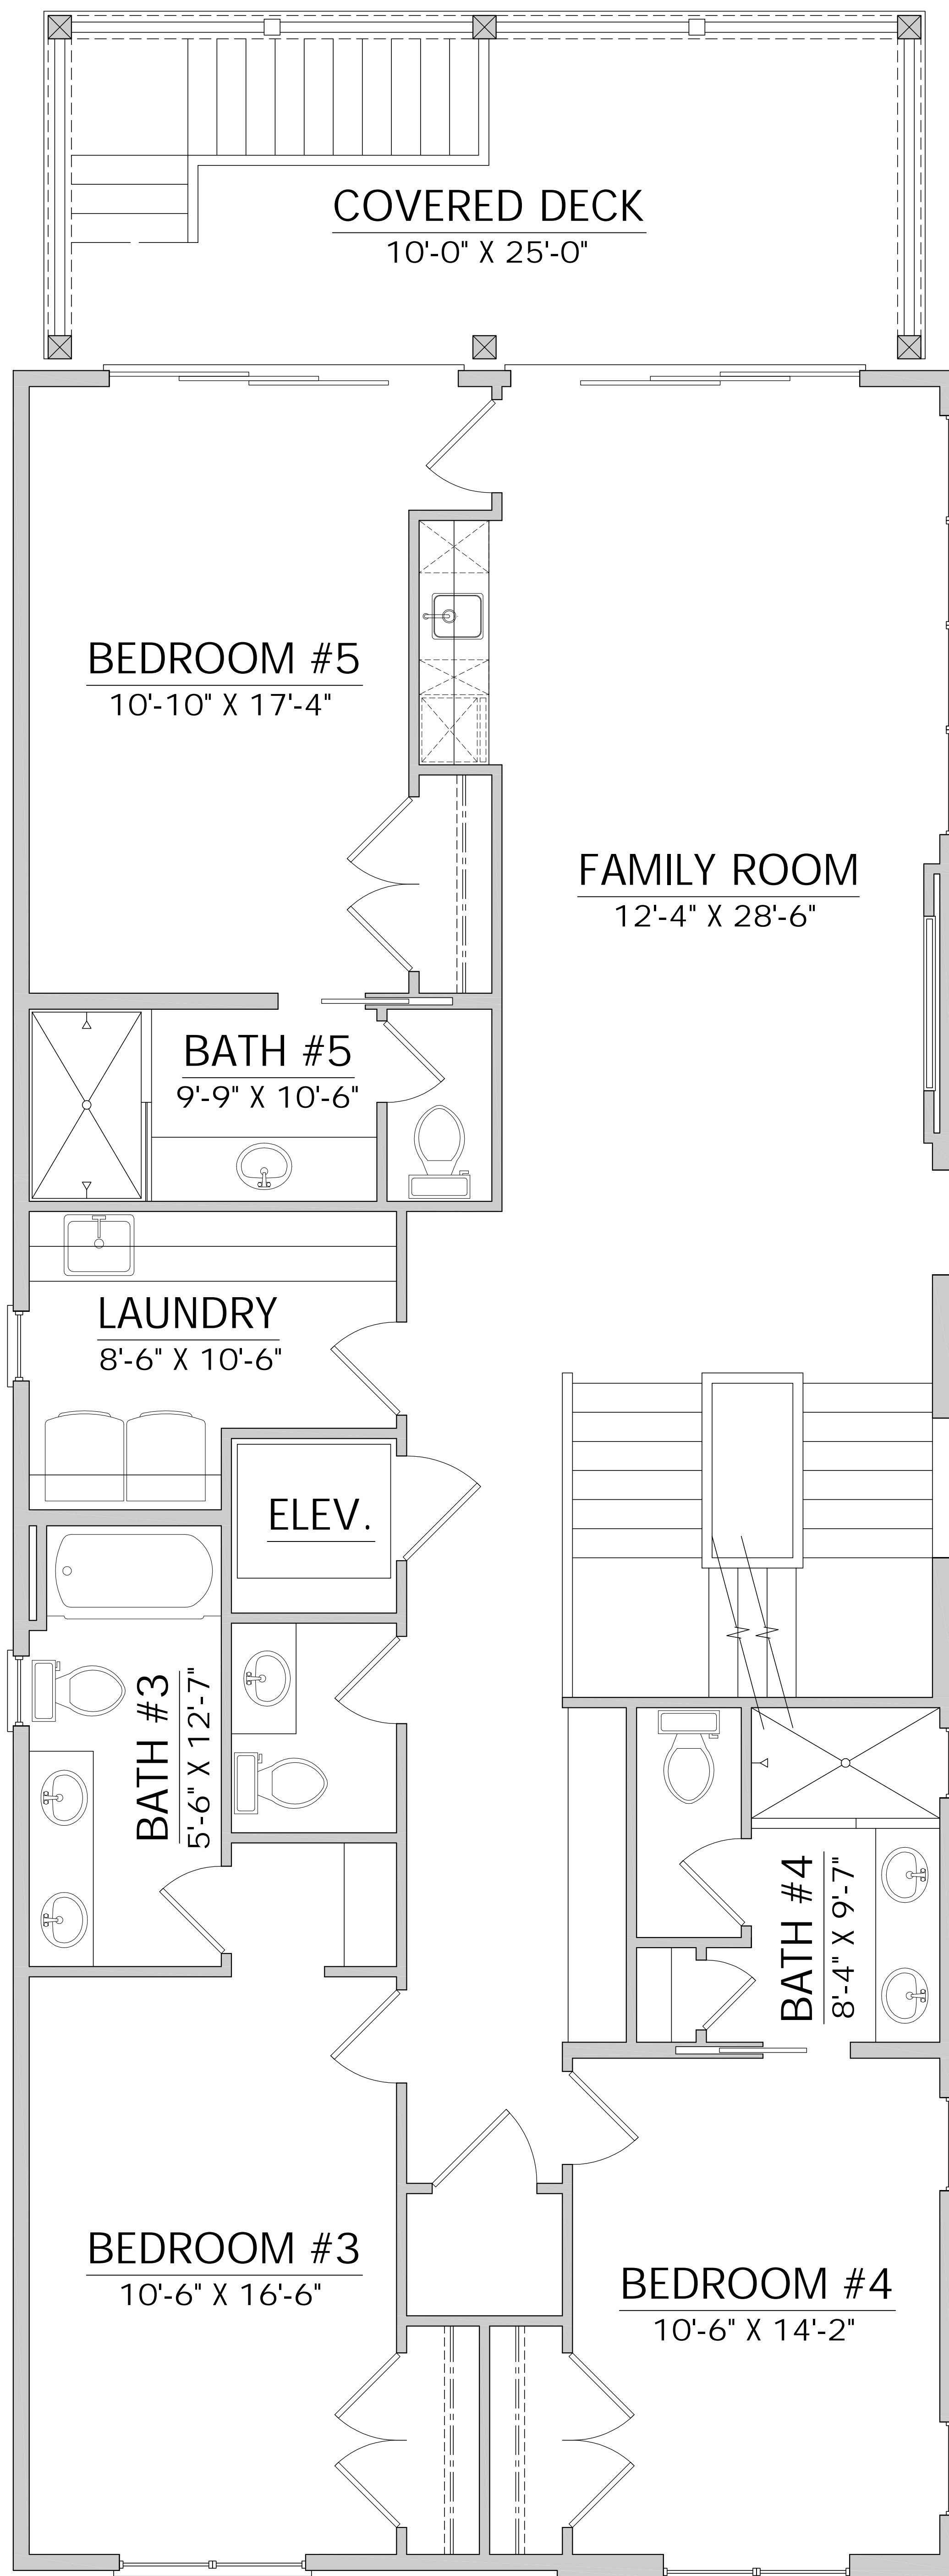 COVERED DECK
10'-0" X 25'-0"
BEDROOM #5
10'-10" X 17'-4"
FAMILY ROOM
12'-4" X 28'-6"
BATH #5
9'-9" X 10'-6"
LAUNDRY
8'-6" X 10'-6"
ELEV.
BATH #3
5'-6" X 12'-7"
BATH #4
8'-4" X 9'-7"
BEDROOM #3
10'-6" X 16'-6"
BEDROOM #4
10'-6" X 14'-2"